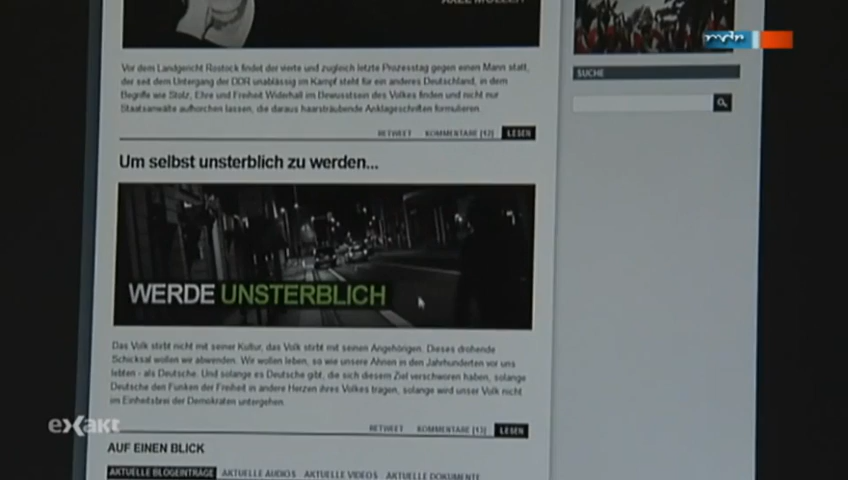 AXEL MÖLLER
mdr
Vor dem Landgericht Rostock findet der vierte und zugleich letzte Prozesstag gegen einen Mann statt,
der seit dem Untergang der DDR unablässig im Kampf steht für ein anderes Deutschland, in dem
Begriffe wie Stolz, Ehre und Freiheit Widerhall im Bewusstsein des Volkes finden und nicht nur
Staatsanwälte aufhorchen lassen, die daraus haarsträubende Anklageschriften formulieren.
SUCHE
RETWEET KOMMENTARE [12] LESEN
Um selbst unsterblich zu werden...
WERDE UNSTERBLICH
Das Volk stirbt nicht mit seiner Kultur, das Volk stirbt mit seinen Angehörigen. Dieses drohende
Schicksal wollen wir abwenden. Wir wollen leben, so wie unsere Ahnen in den Jahrhunderten vor uns
lebten - als Deutsche. Und solange es Deutsche gibt, die sich diesem Ziel verschworen haben, solange
Deutsche den Funken der Freiheit in andere Herzen ihres Volkes tragen, solange wird unser Volk nicht
im Einheitsbrei der Demokraten untergehen.
exakt
RETWEET KOMMENTARE [13] LESEN
AUF EINEN BLICK
AKTUELLE BLOGEINTRÄGE AKTUELLE AUDIOS AKTUELLE VIDEOS AKTUELLE DOKUMENTE